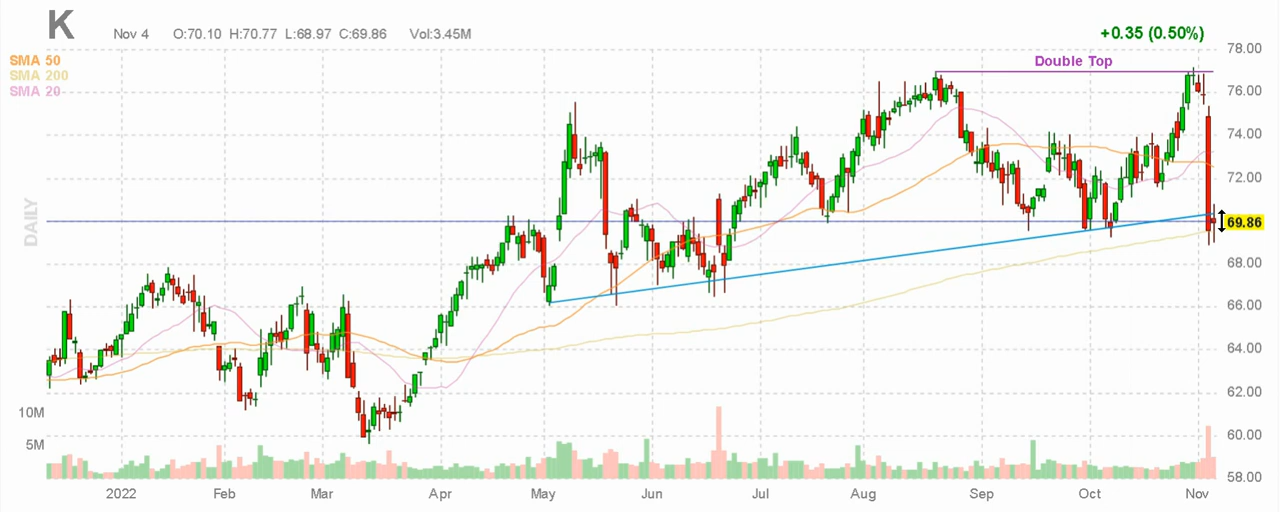 K Nov 4 O:70.10 H:70.77 L:68.97 C:69.86 Vol:3.45M +0.35 (0.50%)
SMA 50
SMA 200
SMA 20
Double Top
DAILY
78.00
76.00
74.00
72.00
69.86
68.00
66.00
64.00
62.00
60.00
58.00
10M
5M
2022 Feb Mar Apr May Jun Jul Aug Sep Oct Nov